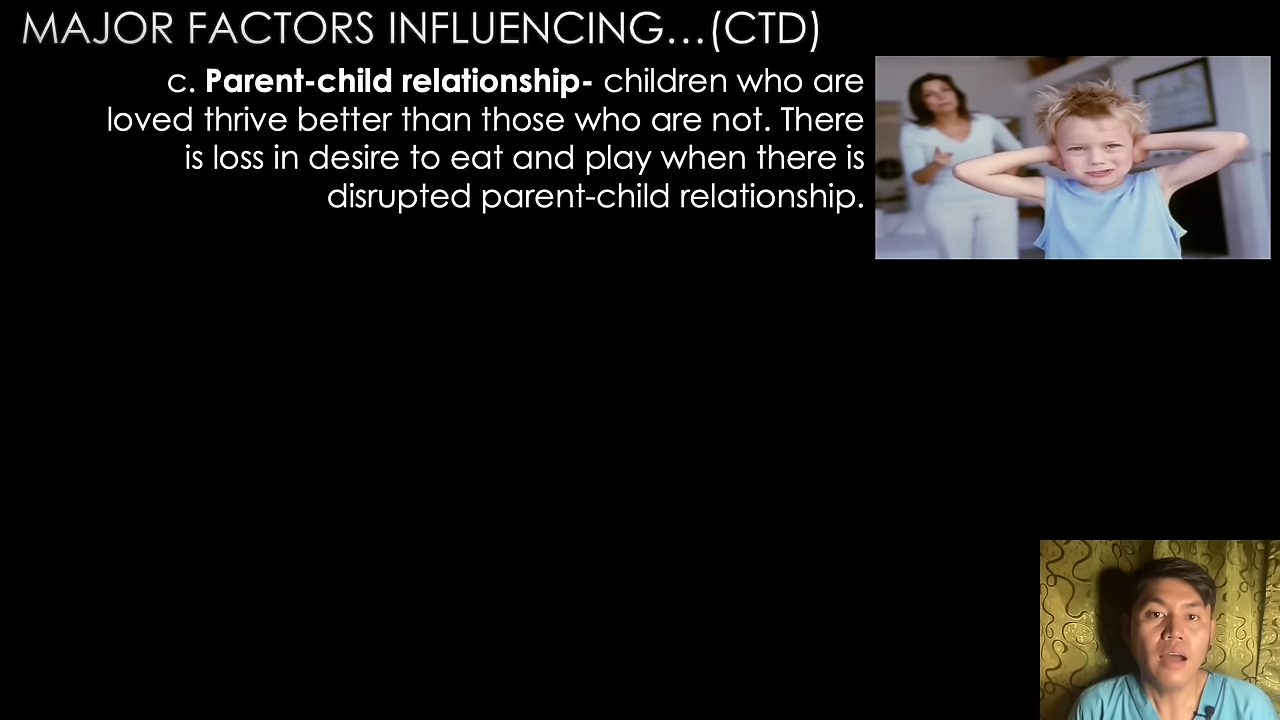 MAJOR FACTORS INFLUENCING…(CTD)
c. Parent-child relationship- children who are
loved thrive better than those who are not. There
is loss in desire to eat and play when there is
disrupted parent-child relationship.